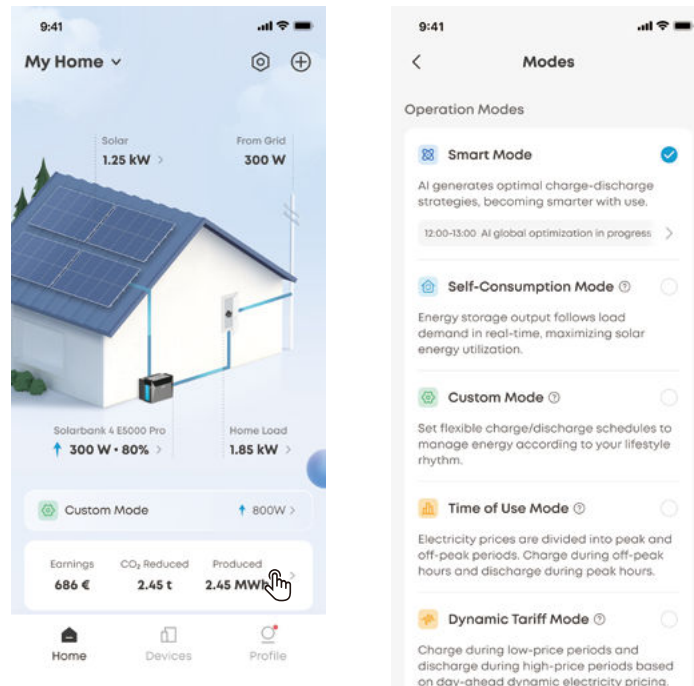 9:41
My Home
Solar
1.25 kW
From Grid
300 W
Solarbank 4 E5000 Pro
300 W • 80%
Home Load
1.85 kW
Custom Mode
800W
Earnings
686 €
CO₂ Reduced
2.45 t
Produced
2.45 MWh
Home
Devices
Profile
9:41
Modes
Operation Modes
Smart Mode
AI generates optimal charge-discharge
strategies, becoming smarter with use.
12:00-13:00 AI global optimization in progress
Self-Consumption Mode
Energy storage output follows load
demand in real-time, maximizing solar
energy utilization.
Custom Mode
Set flexible charge/discharge schedules to
manage energy according to your lifestyle
rhythm.
Time of Use Mode
Electricity prices are divided into peak and
off-peak periods. Charge during off-peak
hours and discharge during peak hours.
Dynamic Tariff Mode
Charge during low-price periods and
discharge during high-price periods based
on day-ahead dynamic electricity pricing.